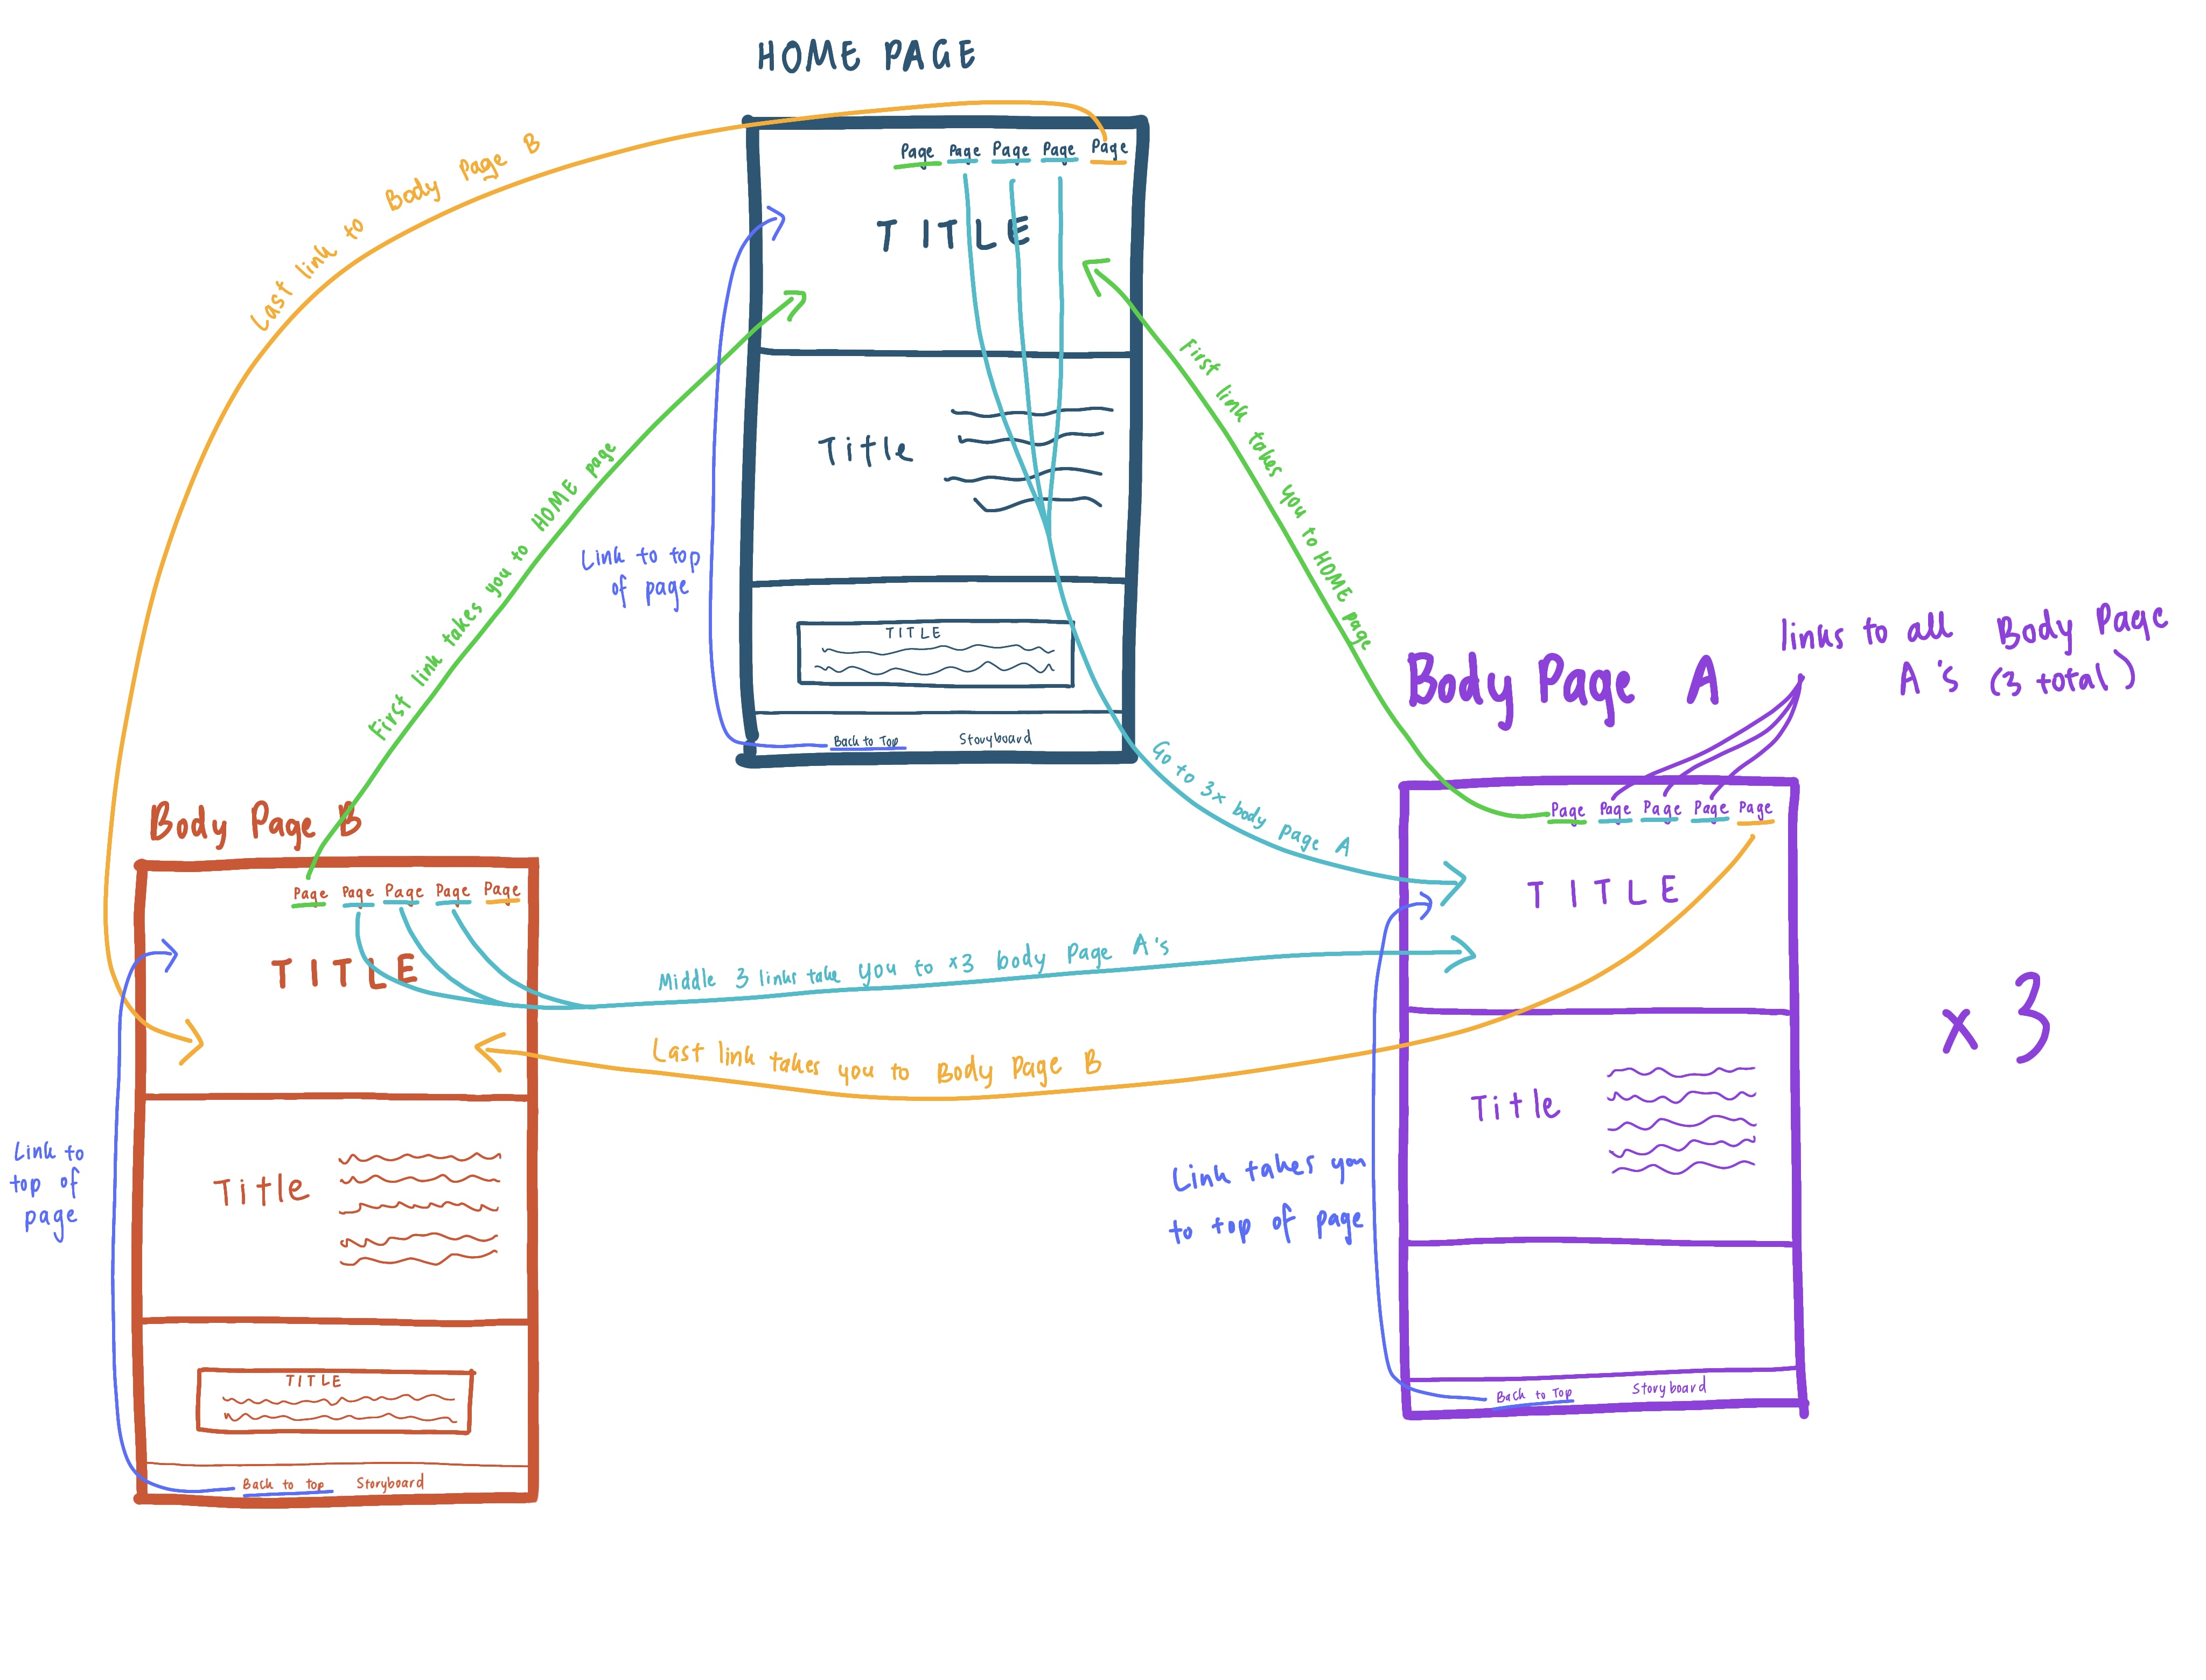 HOME PAGE
Page Page Page Page Page
TITLE
Title
TITLE
Back to Top Storyboard
Last link to Body Page B
First link takes you to HOME page
Link to top
of page
First link takes you to HOME page
Go to 3x body page A
links to all Body Page
A's (3 total)
Body Page A
Page Page Page Page Page
TITLE
Title
Back to Top Storyboard
x 3
Link takes you
to top of page
Body Page B
Page Page Page Page Page
TITLE
Title
TITLE
Back to Top Storyboard
Middle 3 links take you to x3 body Page A's
Last link takes you to Body Page B
Link to
top of
page